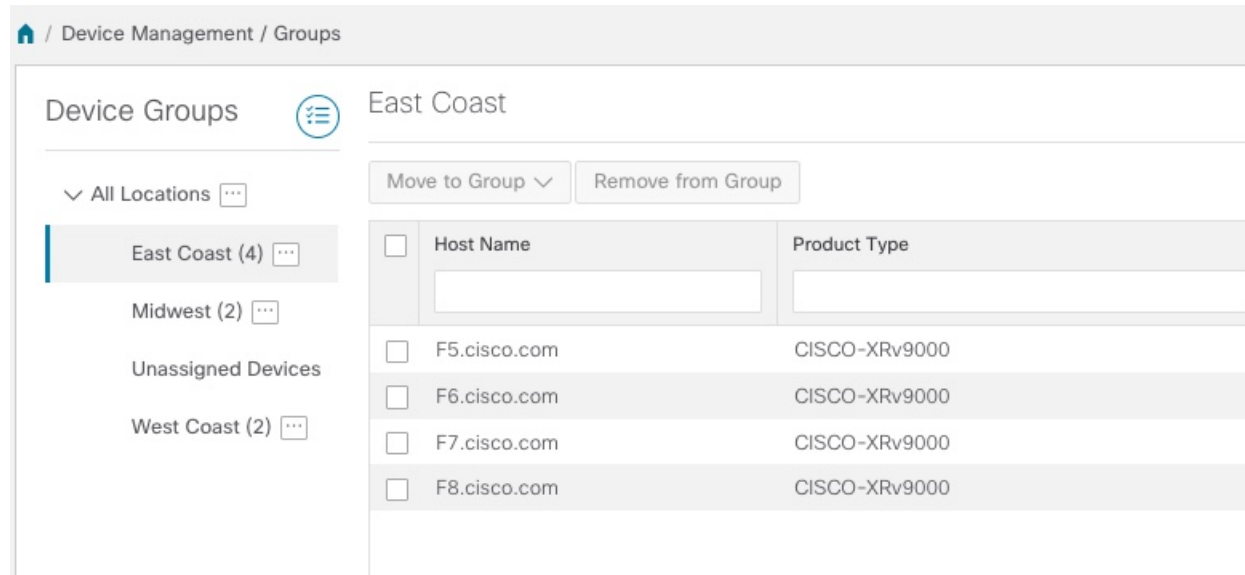 / Device Management / Groups
Device Groups
All Locations
East Coast (4)
Midwest (2)
Unassigned Devices
West Coast (2)
East Coast
Move to Group
Remove from Group
Host Name Product Type
F5.cisco.com CISCO-XRv9000
F6.cisco.com CISCO-XRv9000
F7.cisco.com CISCO-XRv9000
F8.cisco.com CISCO-XRv9000